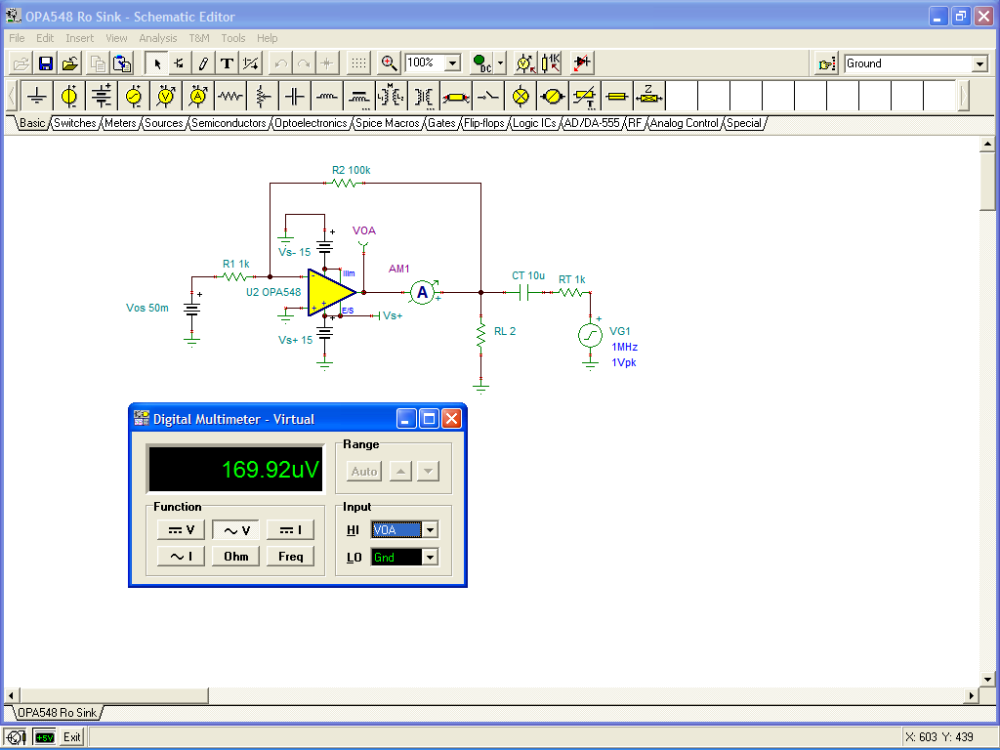 OPA548 Ro Sink - Schematic Editor
File Edit Insert View Analysis T&M Tools Help
T 100% DC 1K Ground
V A M T Z
Basic Switches Meters Sources Semiconductors Optoelectronics Spice Macros Gates Flip-flops Logic ICs AD/DA-555 RF Analog Control Special
R2 100k
VOA
Vs- 15
R1 1k
Ilim
AM1
A
CT 10u
RT 1k
U2 OPA548
Vos 50m
E/S
Vs+
Vs+ 15
RL 2
VG1
1MHz
1Vpk
Digital Multimeter - Virtual
169.92uV
Range
Auto
Function
V
V
I
I
Ohm
Freq
Input
HI VOA
LO Gnd
OPA548 Ro Sink
+5V Exit X: 603 Y: 439